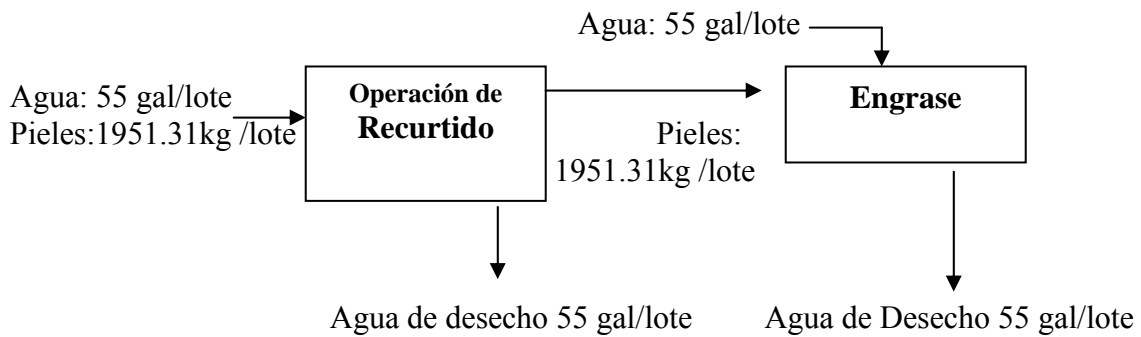 Agua: 55 gal/lote
Agua: 55 gal/lote
Pieles:1951.31kg /lote
Operación de
Recurtido
Pieles:
1951.31kg /lote
Engrase
Agua de desecho 55 gal/lote
Agua de Desecho 55 gal/lote